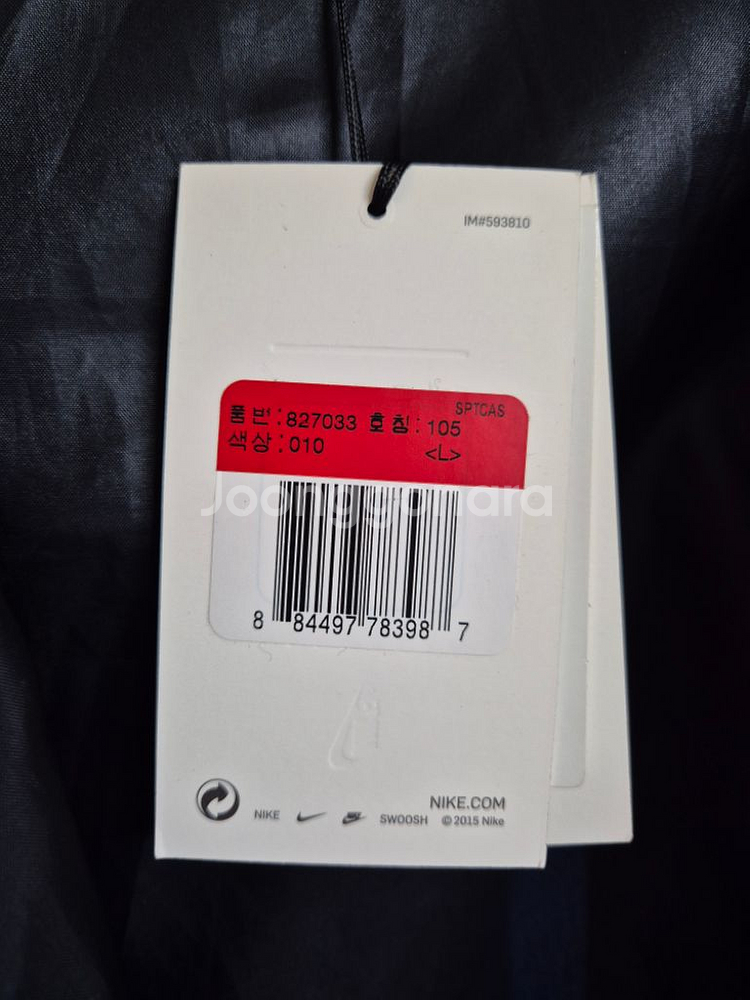 IM#593810
SPTCAS
품번:827033 호칭:105
색상:010 <L>
Joonggonara
8 84497 78398 7
NIKE.COM
NIKE SWOOSH ©2015 Nike